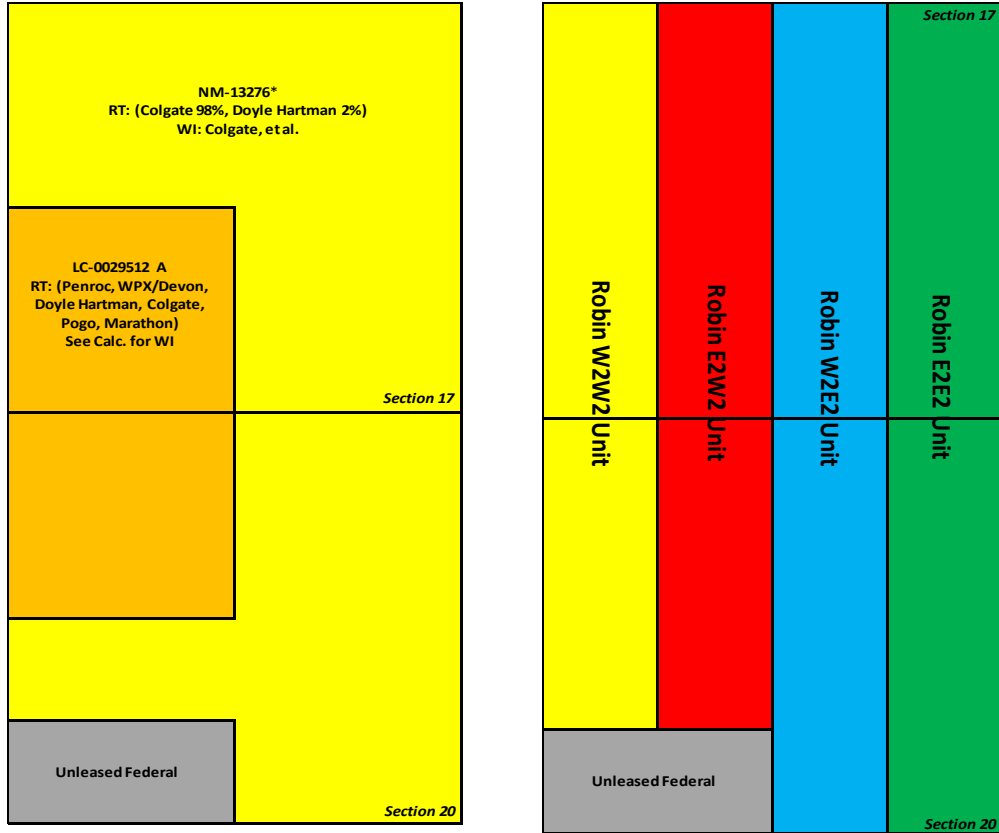 NM-13276*
RT: (Colgate 98%, Doyle Hartman 2%)
WI: Colgate, et al.
LC-0029512 A
RT: (Penroc, WPX/Devon,
Doyle Hartman, Colgate,
Pogo, Marathon)
See Calc. for WI
Section 17
Unleased Federal
Section 20
Section 17
Robin W2W2 Unit
Robin E2W2 Unit
Robin W2E2 Unit
Robin E2E2 Unit
Unleased Federal
Section 20